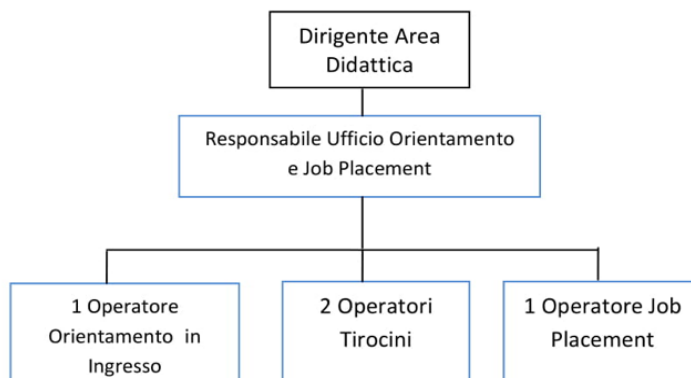 Dirigente Area
Didattica
Responsabile Ufficio Orientamento
e Job Placement
1 Operatore
Orientamento in
Ingresso
2 Operatori
Tirocini
1 Operatore Job
Placement